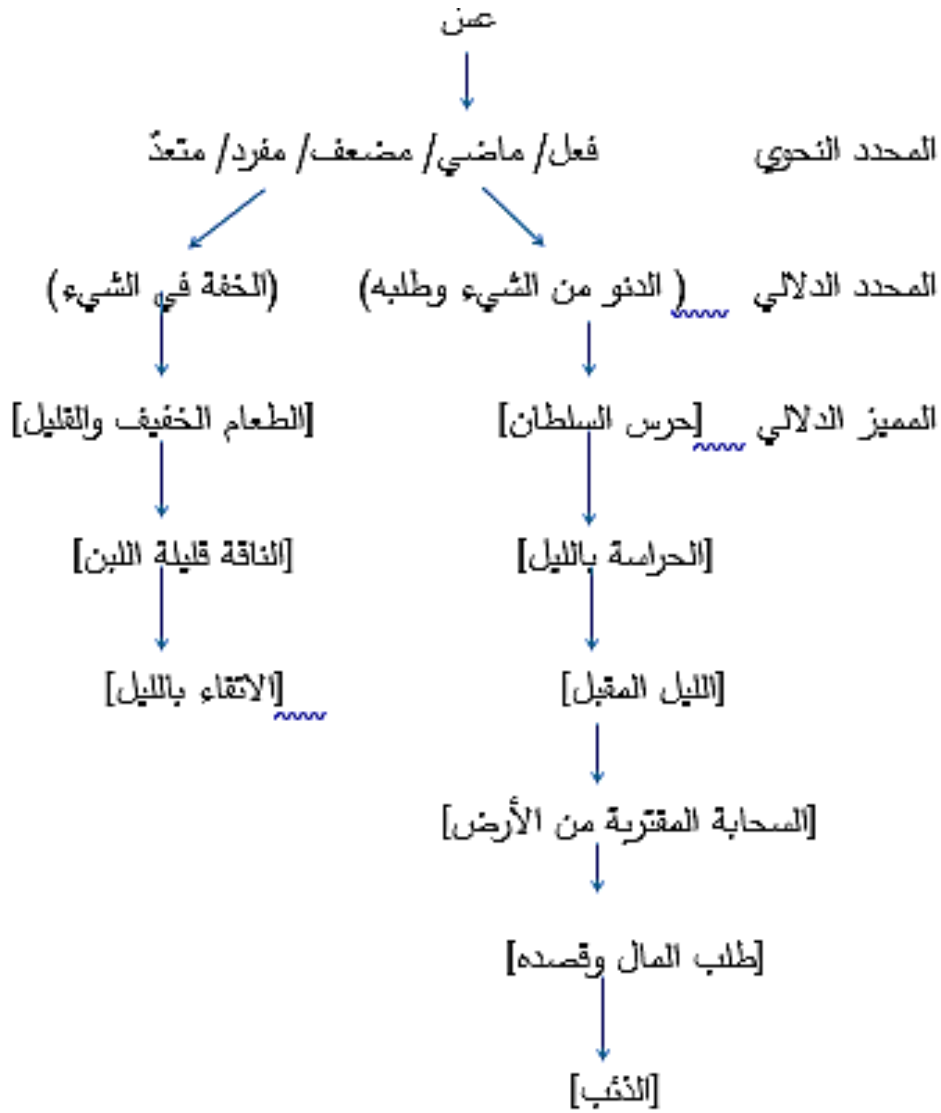 عس
المحدد النحوي فعل/ ماضي/ مضعف/ مفرد/ متعدّ
المحدد الدلالي ( الدنو من الشيء وطلبه) (الخفة في الشيء)
المميز الدلالي [حرس السلطان] [الطعام الخفيف والقليل]
[الحراسة بالليل] [الناقة قليلة اللبن]
[الليل المقبل] [الاتقاء بالليل]
[السحابة المقتربة من الأرض]
[طلب المال وقصده]
[الذئب]